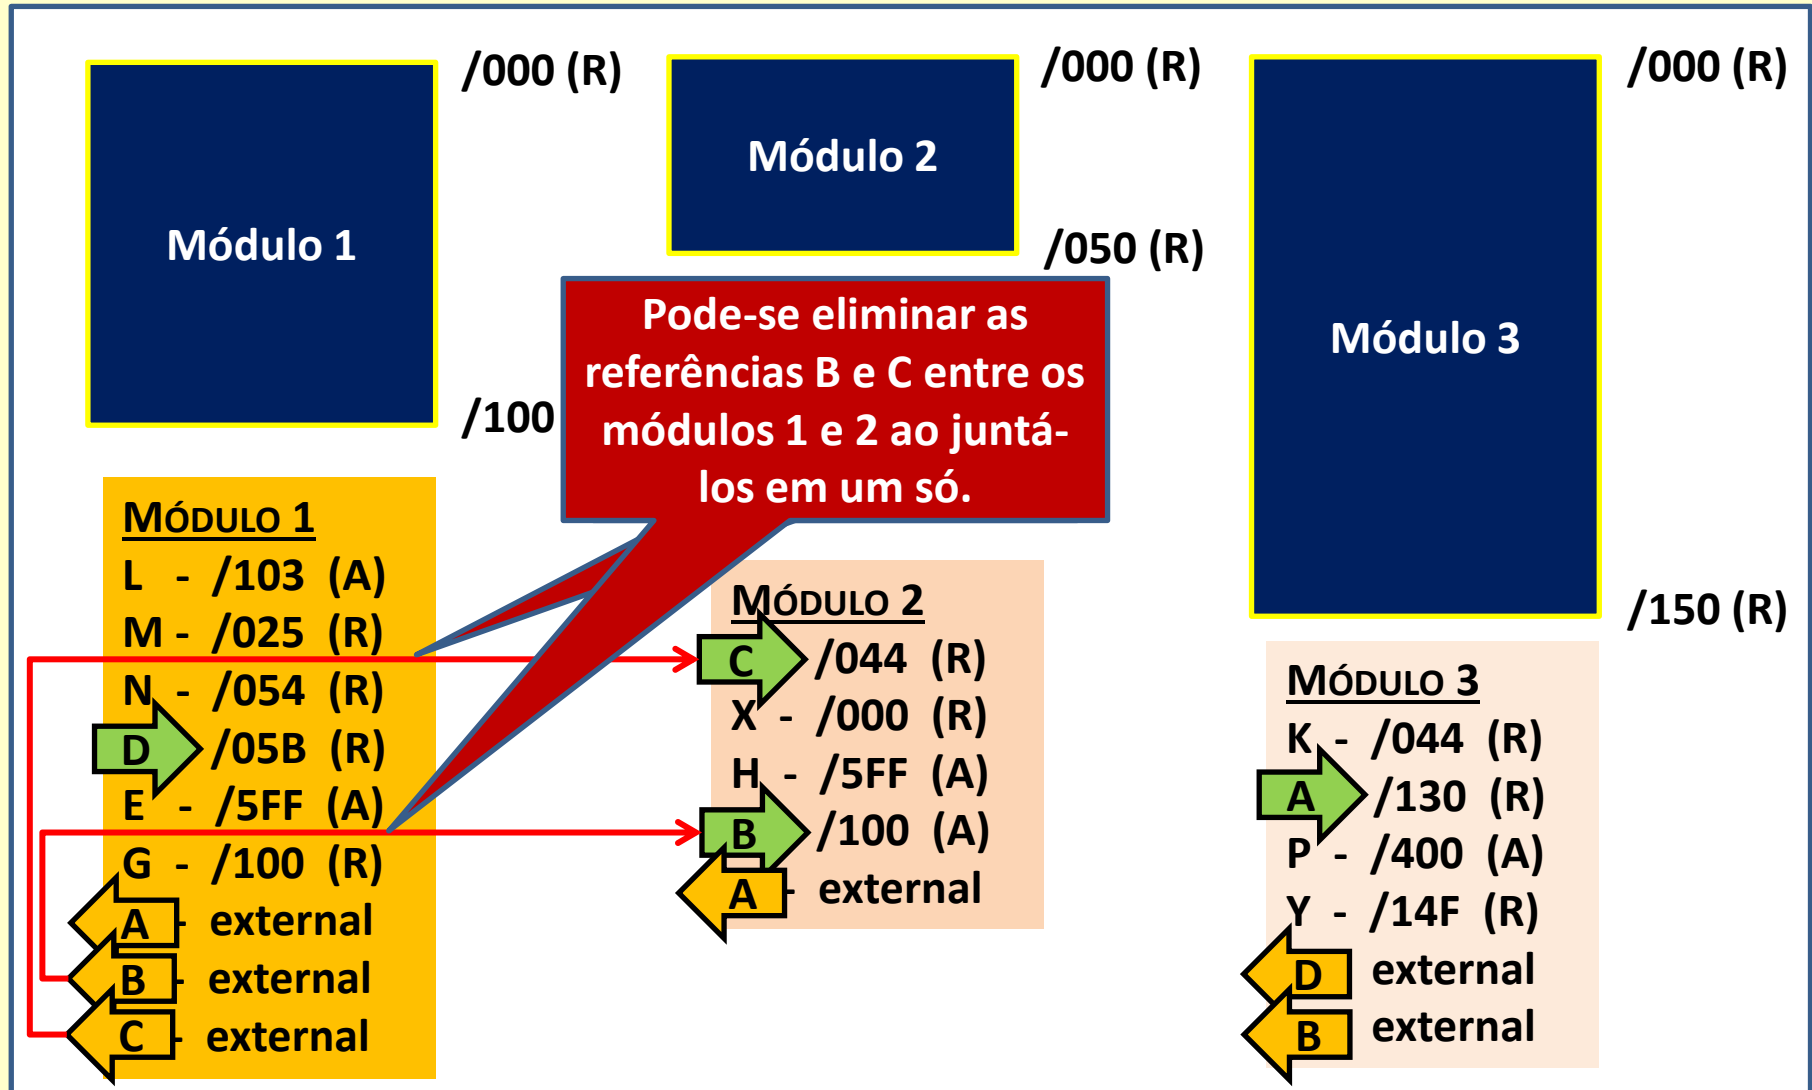 /000 (R)
/000 (R)
/000 (R)
Módulo 1
Módulo 2
Módulo 3
/050 (R)
/100
/150 (R)
Pode-se eliminar as
referências B e C entre os
módulos 1 e 2 ao juntá-
los em um só.
MÓDULO 1
L - /103 (A)
M - /025 (R)
N - /054 (R)
D /05B (R)
E - /5FF (A)
G - /100 (R)
A - external
B - external
C - external
MÓDULO 2
C /044 (R)
X - /000 (R)
H - /5FF (A)
B /100 (A)
A - external
MÓDULO 3
K - /044 (R)
A /130 (R)
P - /400 (A)
Y - /14F (R)
D external
B external